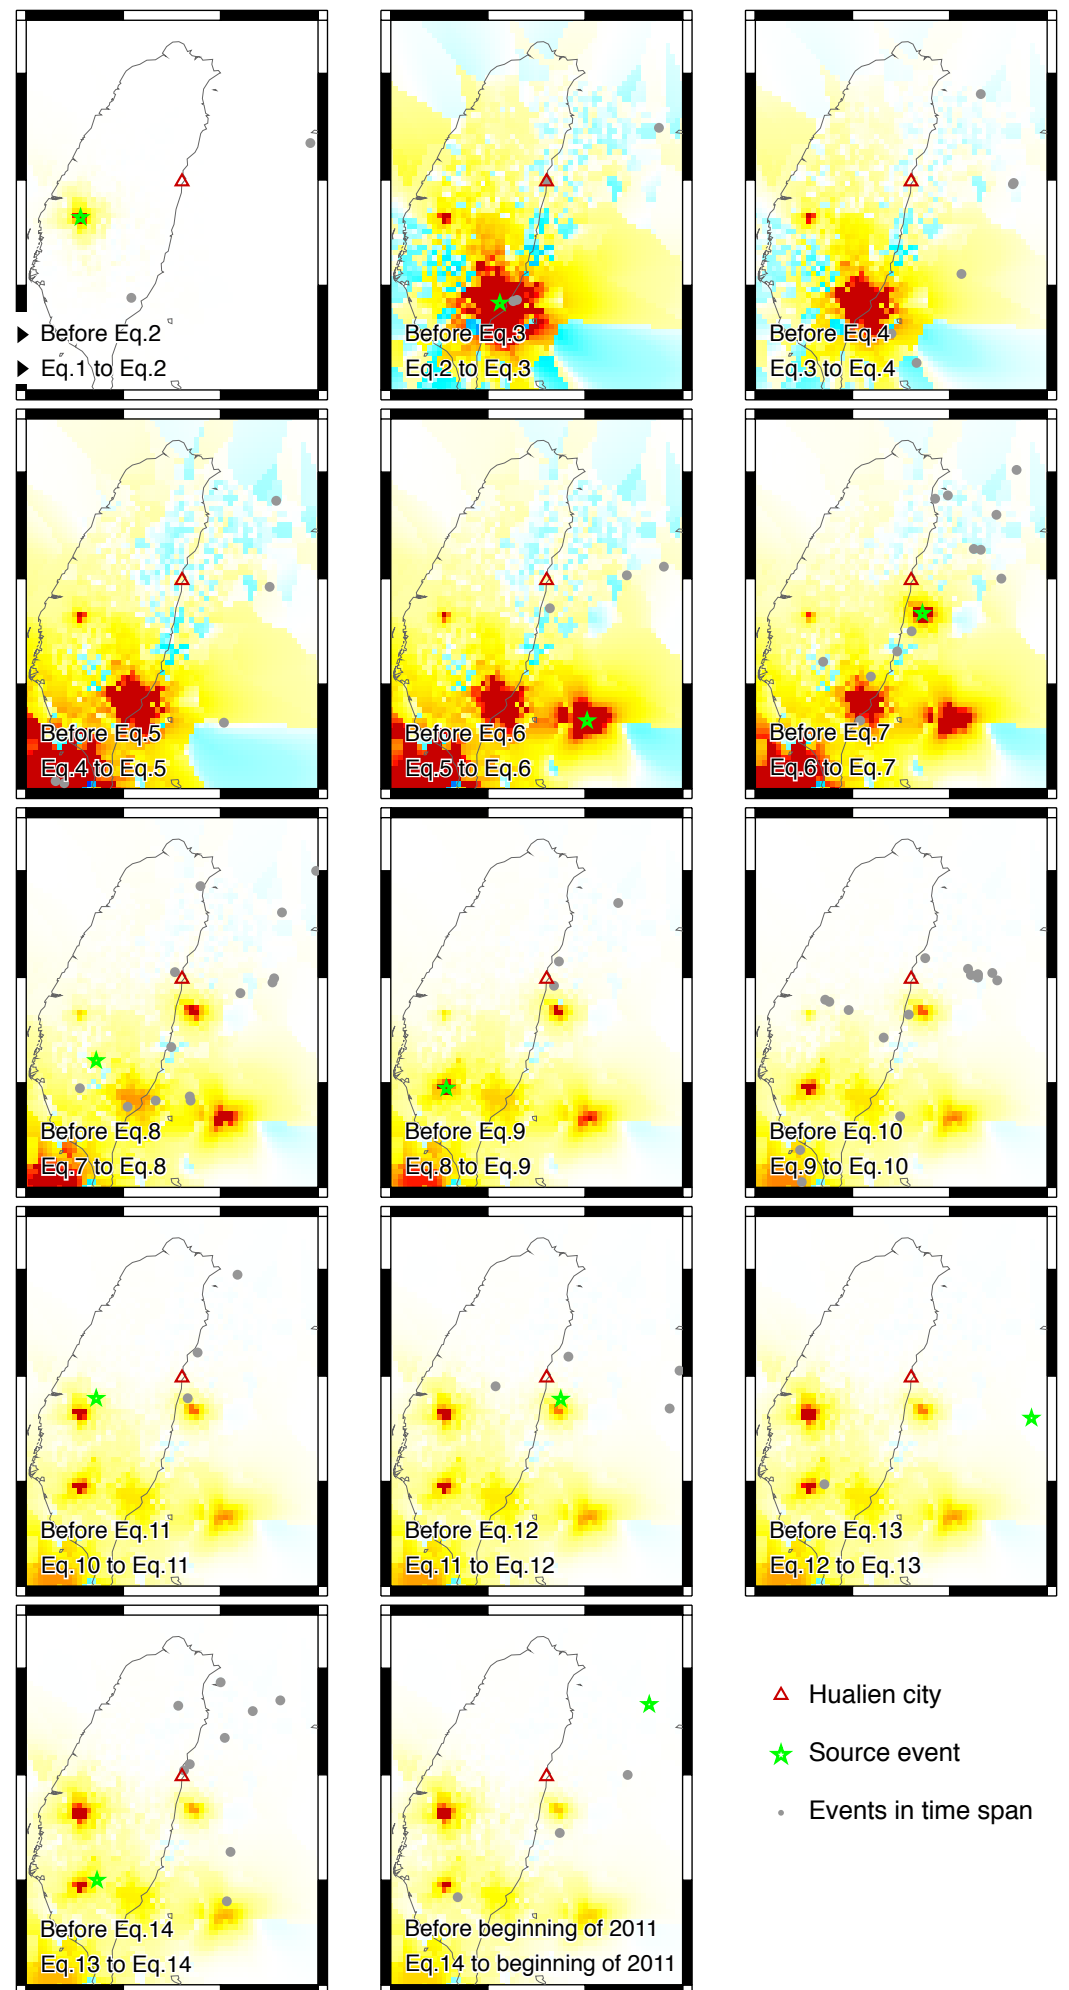 Before Eq.2
Eq.1 to Eq.2
Before Eq.3
Eq.2 to Eq.3
Before Eq.4
Eq.3 to Eq.4
Before Eq.5
Eq.4 to Eq.5
Before Eq.6
Eq.5 to Eq.6
Before Eq.7
Eq.6 to Eq.7
Before Eq.8
Eq.7 to Eq.8
Before Eq.9
Eq.8 to Eq.9
Before Eq.10
Eq.9 to Eq.10
Before Eq.11
Eq.10 to Eq.11
Before Eq.12
Eq.11 to Eq.12
Before Eq.13
Eq.12 to Eq.13
Before Eq.14
Eq.13 to Eq.14
Before beginning of 2011
Eq.14 to beginning of 2011
Hualien city
Source event
Events in time span